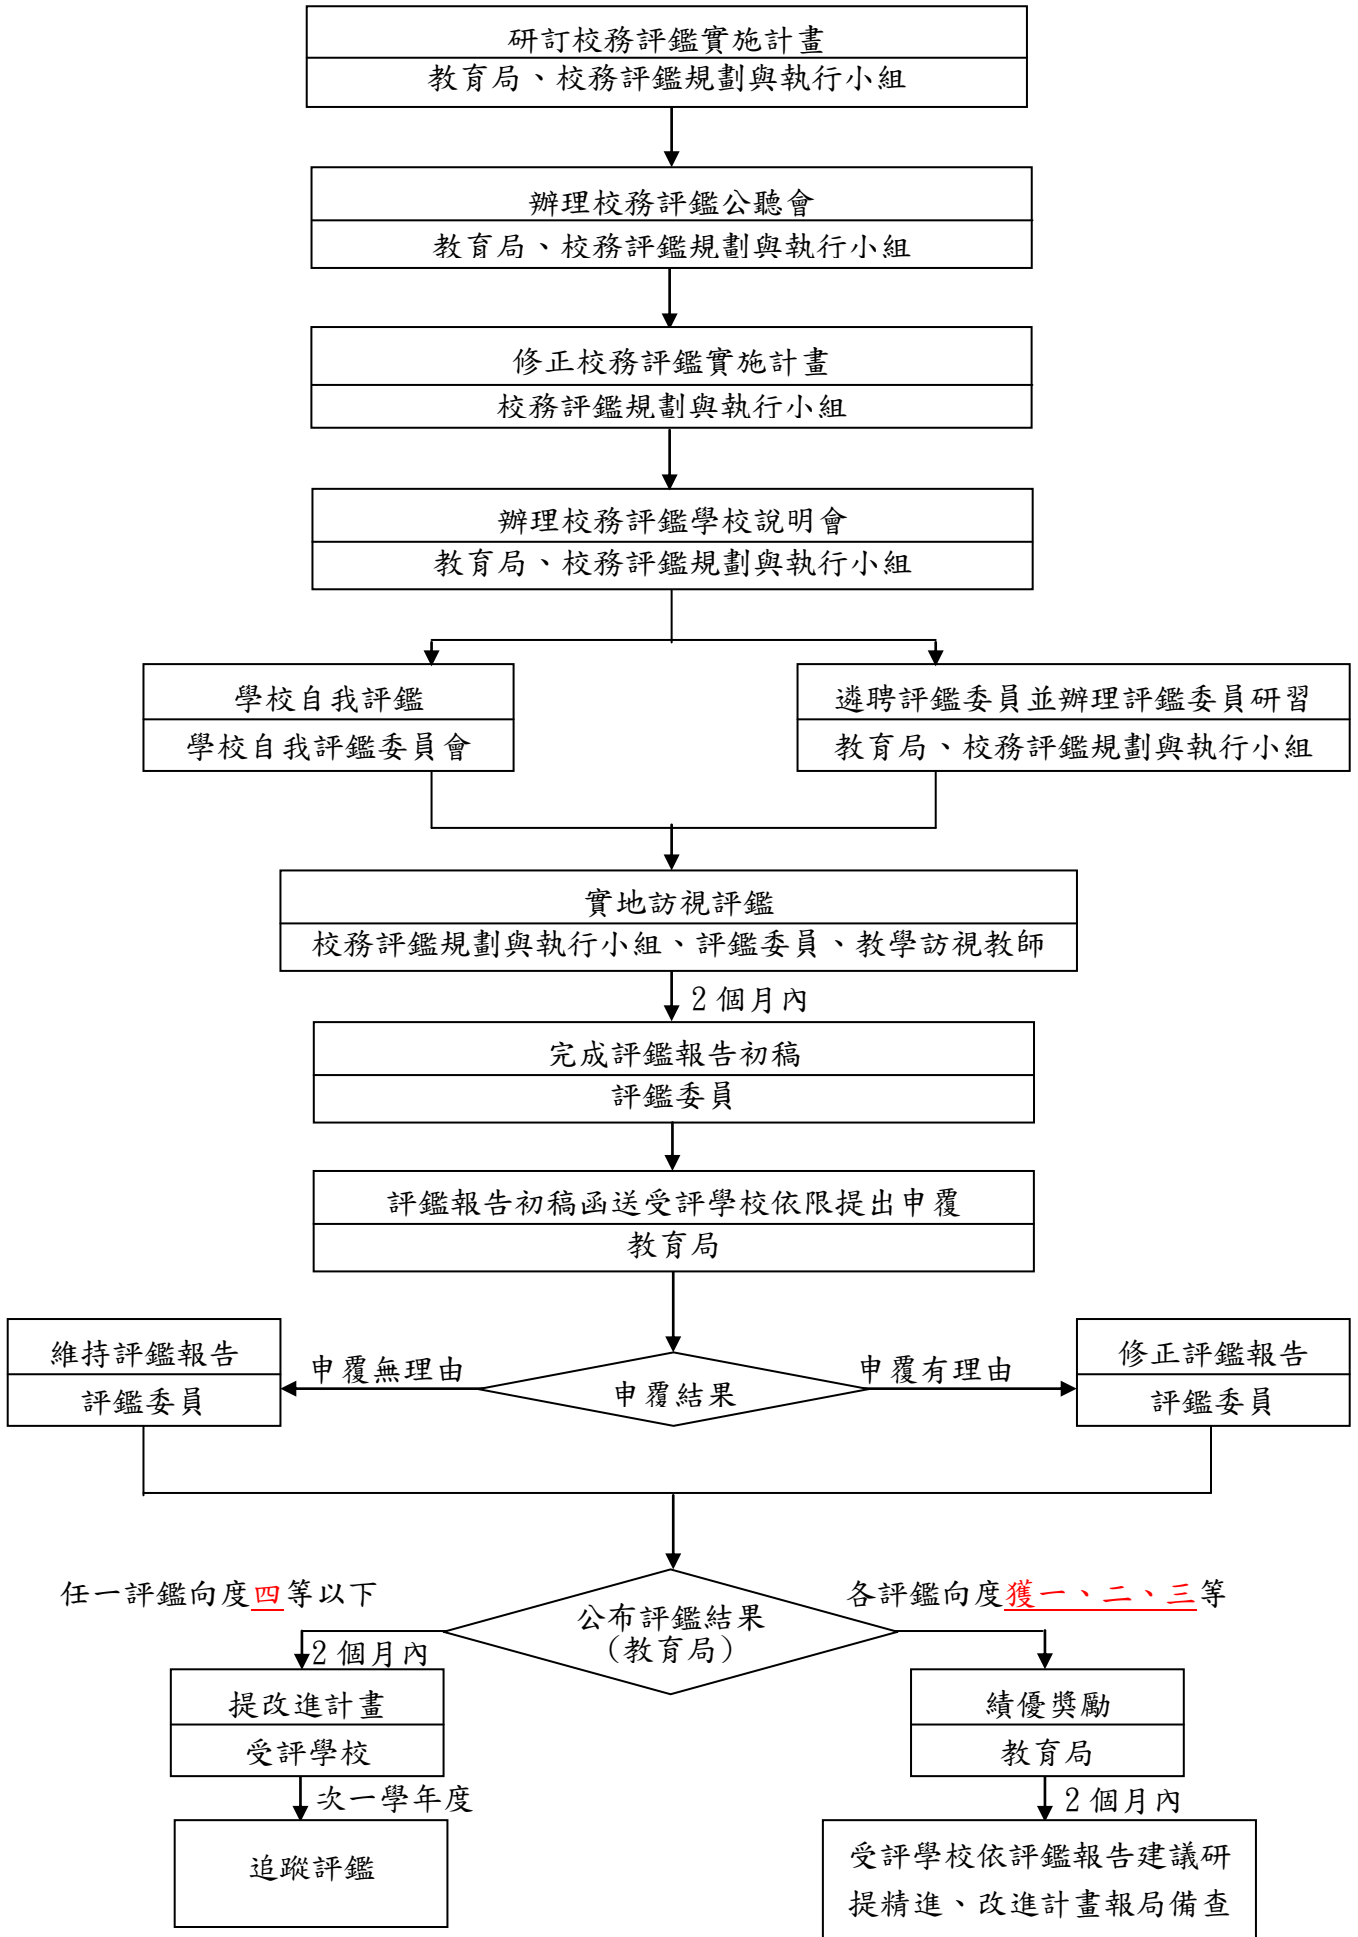 研訂校務評鑑實施計畫
教育局、校務評鑑規劃與執行小組
辦理校務評鑑公聽會
教育局、校務評鑑規劃與執行小組
修正校務評鑑實施計畫
校務評鑑規劃與執行小組
辦理校務評鑑學校說明會
教育局、校務評鑑規劃與執行小組
學校自我評鑑
學校自我評鑑委員會
遴聘評鑑委員並辦理評鑑委員研習
教育局、校務評鑑規劃與執行小組
實地訪視評鑑
校務評鑑規劃與執行小組、評鑑委員、教學訪視教師
2個月內
完成評鑑報告初稿
評鑑委員
評鑑報告初稿函送受評學校依限提出申覆
教育局
維持評鑑報告
評鑑委員
申覆無理由
申覆結果
申覆有理由
修正評鑑報告
評鑑委員
任一評鑑向度四等以下
公布評鑑結果
(教育局)
各評鑑向度獲一、二、三等
2個月內
提改進計畫
受評學校
次一學年度
追蹤評鑑
績優獎勵
教育局
2個月內
受評學校依評鑑報告建議研
提精進、改進計畫報局備查